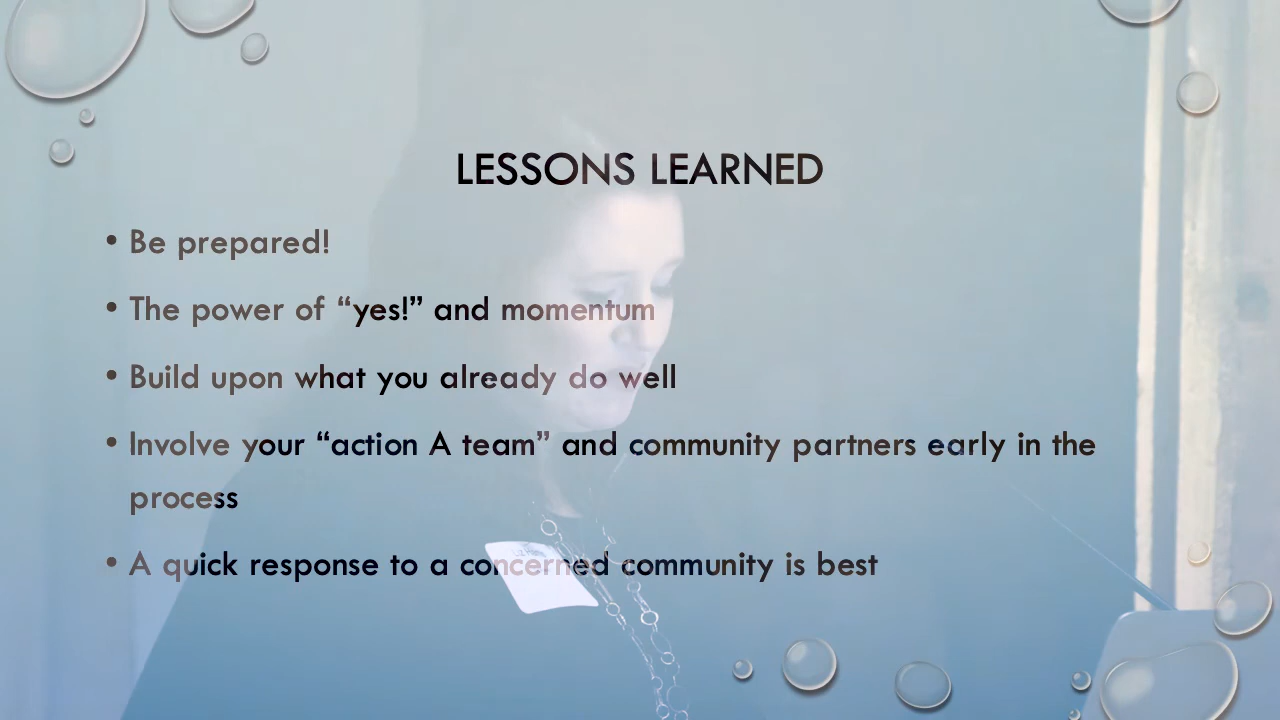 LESSONS LEARNED
• Be prepared!
• The power of “yes!” and momentum
• Build upon what you already do well
• Involve your “action A team” and community partners early in the
process
• A quick response to a concerned community is best